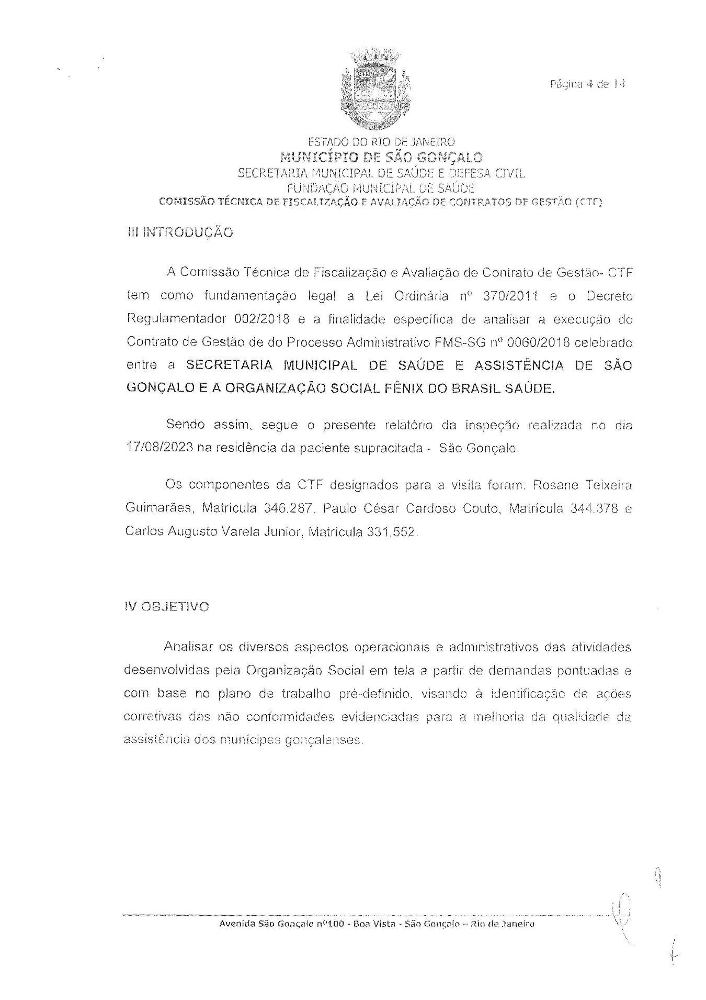 Página 4 de 14
ESTADO DO RIO DE JANEIRO
MUNICÍPIO DE SÃO GONÇALO
SECRETARIA MUNICIPAL DE SAÚDE E DEFESA CIVIL
FUNDAÇÃO MUNICIPAL DE SAÚDE
COMISSÃO TÉCNICA DE FISCALIZAÇÃO E AVALIAÇÃO DE CONTRATOS DE GESTÃO (CTF)
III INTRODUÇÃO
A Comissão Técnica de Fiscalização e Avaliação de Contrato de Gestão- CTF
tem como fundamentação legal a Lei Ordinária nº 370/2011 e o Decreto
Regulamentador 002/2018 e a finalidade específica de analisar a execução do
Contrato de Gestão de do Processo Administrativo FMS-SG nº 0060/2018 celebrado
entre a SECRETARIA MUNICIPAL DE SAÚDE E ASSISTÊNCIA DE SÃO
GONÇALO E A ORGANIZAÇÃO SOCIAL FÊNIX DO BRASIL SAÚDE.
Sendo assim, segue o presente relatório da inspeção realizada no dia
17/08/2023 na residência da paciente supracitada - São Gonçalo.
Os componentes da CTF designados para a visita foram: Rosane Teixeira
Guimarães, Matrícula 346.287, Paulo César Cardoso Couto, Matrícula 344.378 e
Carlos Augusto Varela Junior, Matrícula 331.552.
IV OBJETIVO
Analisar os diversos aspectos operacionais e administrativos das atividades
desenvolvidas pela Organização Social em tela a partir de demandas pontuadas e
com base no plano de trabalho pré-definido, visando à identificação de ações
corretivas das não conformidades evidenciadas para a melhoria da qualidade da
assistência dos munícipes gonçalenses.
Avenida São Gonçalo nº100 - Boa Vista - São Gonçalo – Rio de Janeiro